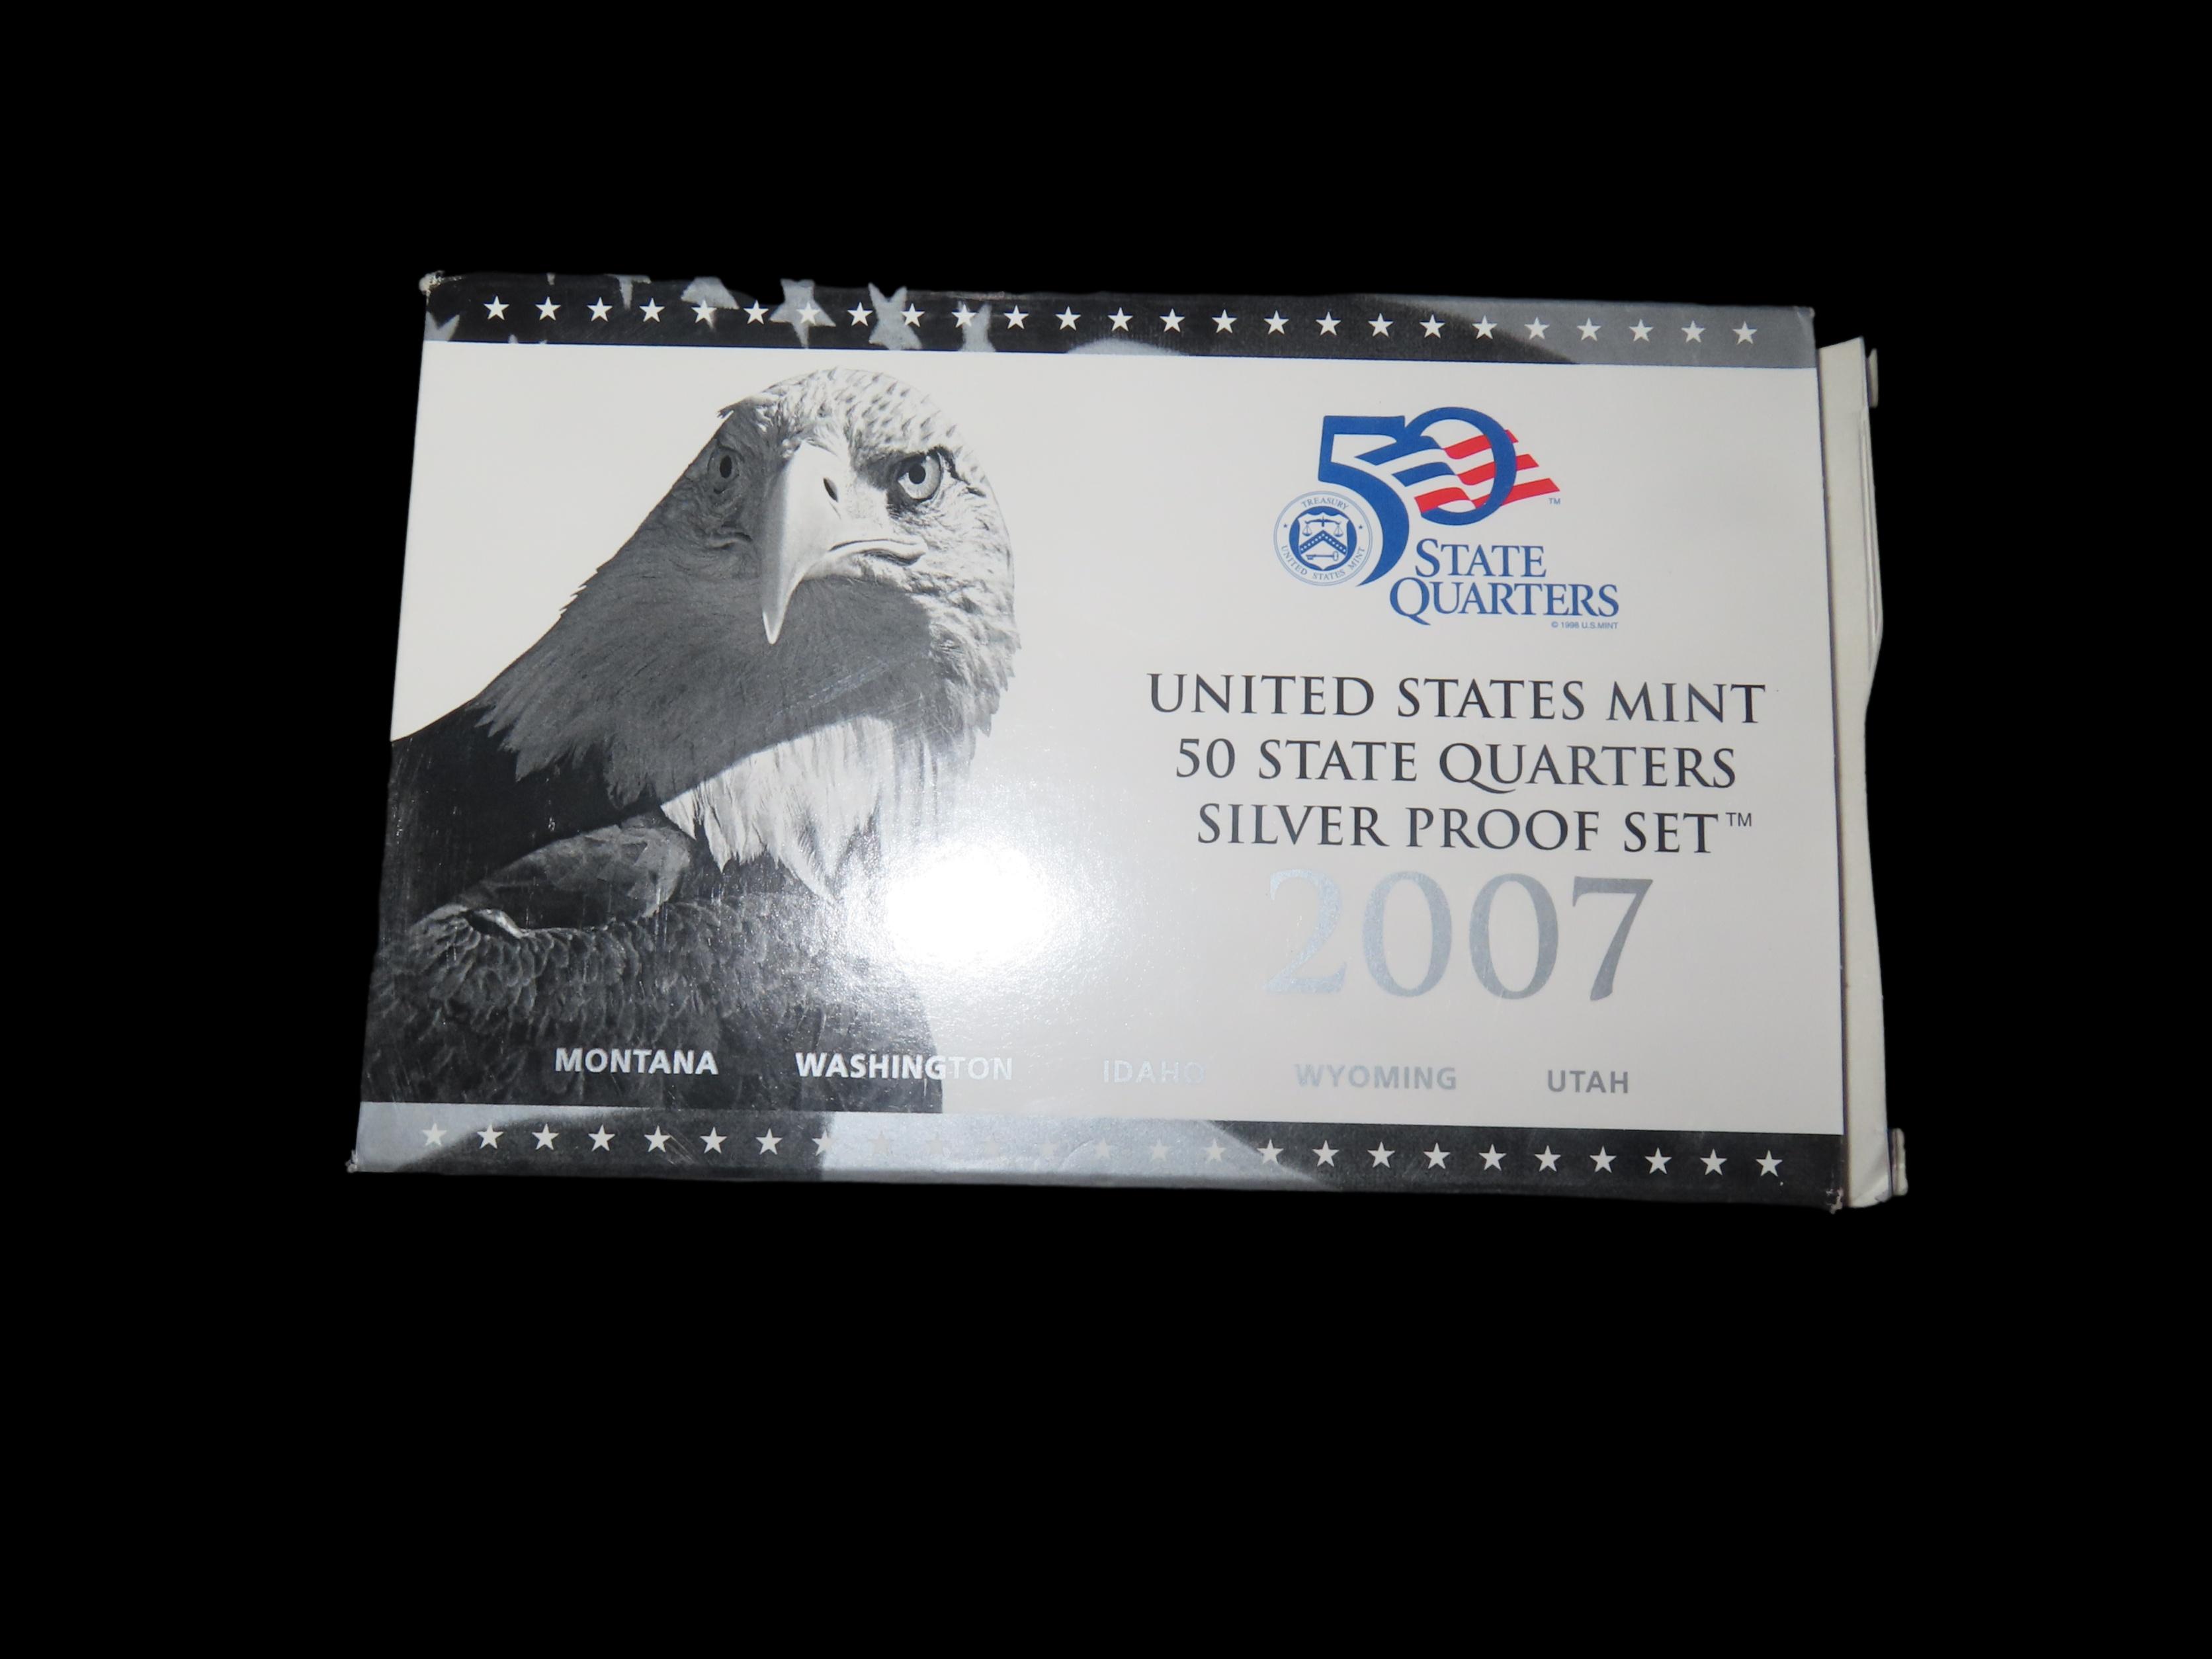 50
TREASURY
UNITED STATES MINT
STATE
QUARTERS
© 1998 U.S.MINT
UNITED STATES MINT
50 STATE QUARTERS
SILVER PROOF SET™
2007
MONTANA WASHINGTON IDAHO WYOMING UTAH